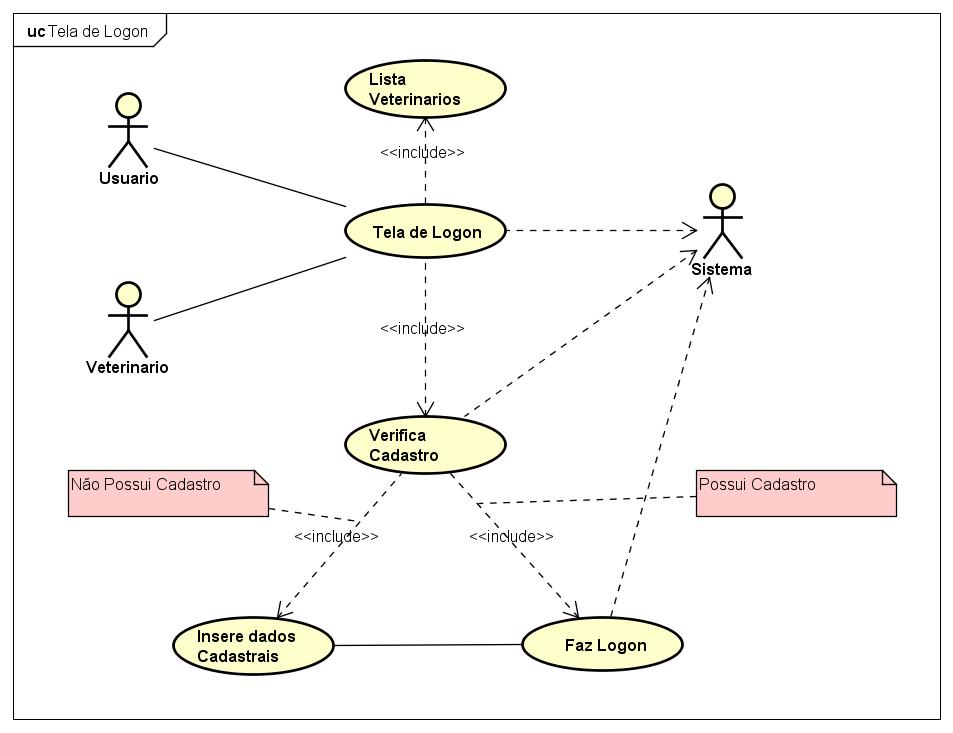 uc Tela de Logon
Lista
Veterinarios
Usuario
<<include>>
Tela de Logon
Sistema
Veterinario
<<include>>
Verifica
Cadastro
Não Possui Cadastro
Possui Cadastro
<<include>>
<<include>>
Insere dados
Cadastrais
Faz Logon